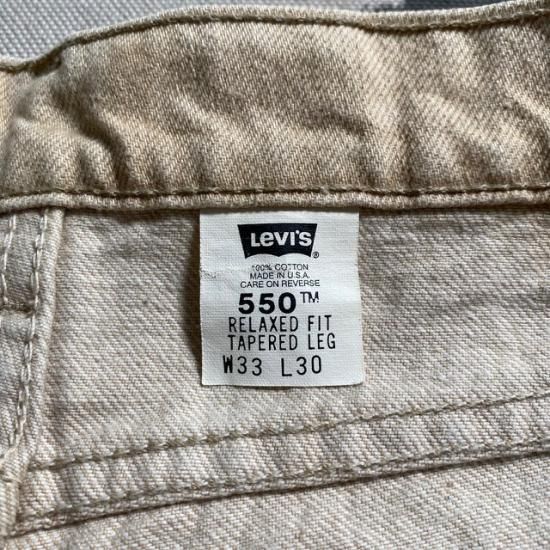 LEVI'S ®
100% COTTON
MADE IN U.S.A.
CARE ON REVERSE
550™
RELAXED FIT
TAPERED LEG
W33 L30